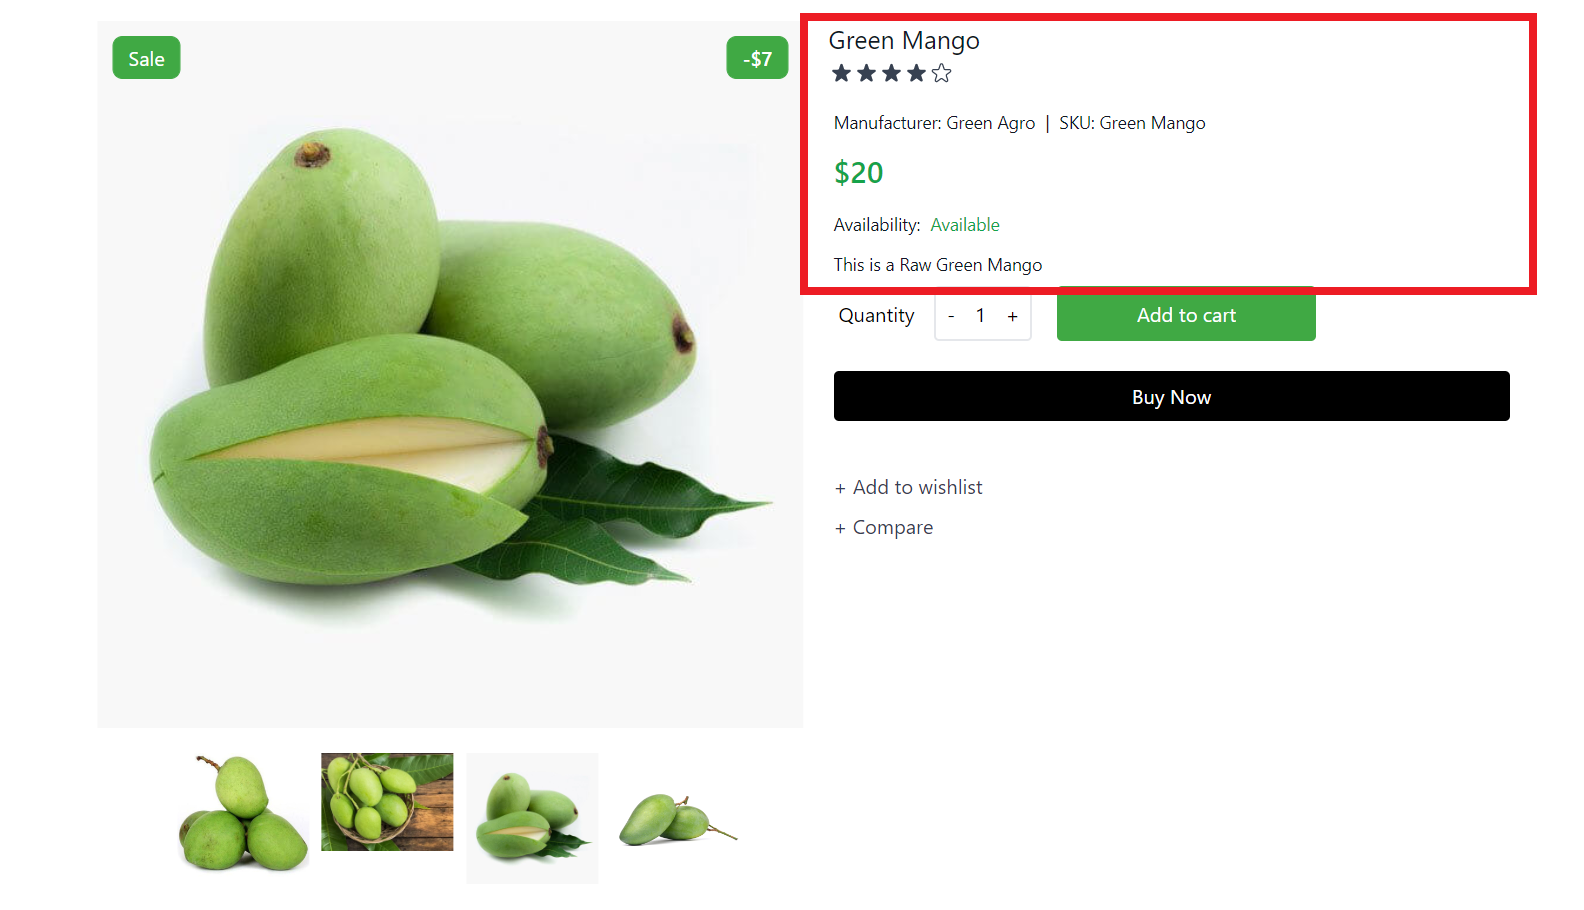 Sale
-$7
Green Mango
Manufacturer: Green Agro | SKU: Green Mango
$20
Availability: Available
This is a Raw Green Mango
Quantity - 1 + Add to cart
Buy Now
+ Add to wishlist
+ Compare